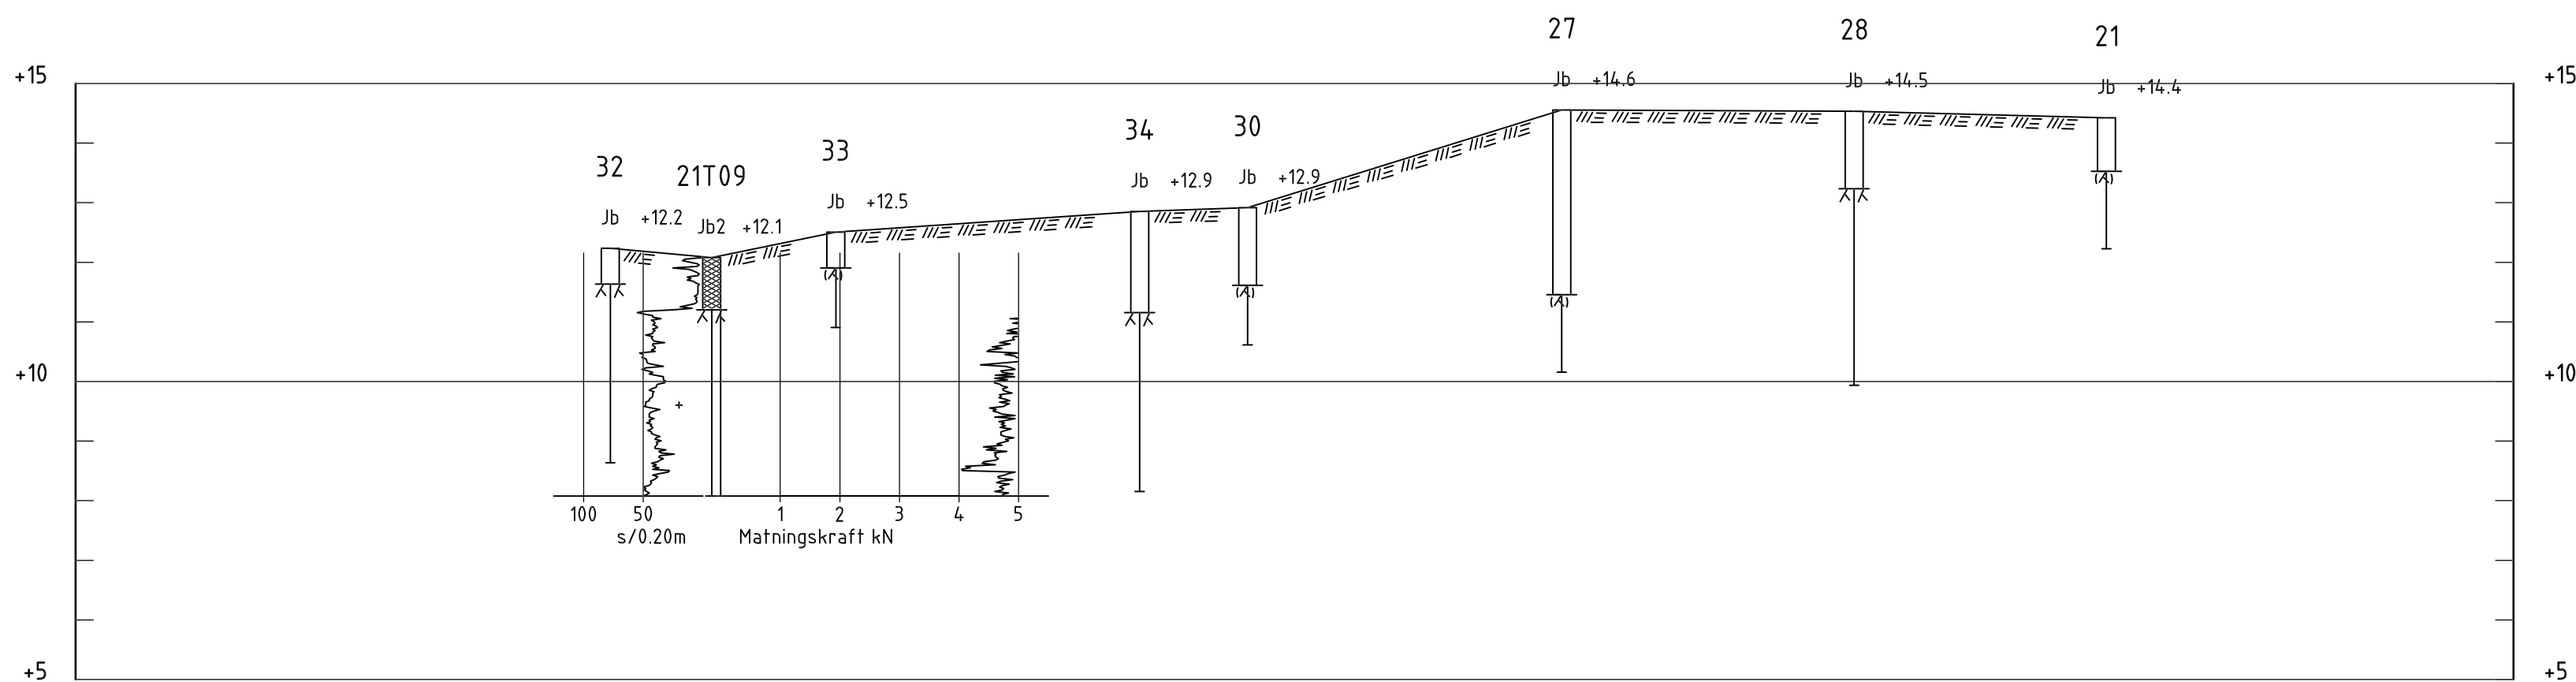 27
28
21
+15
Jb +14.6
Jb +14.5
Jb +14.4
+15
34
30
33
32
21T09
Jb +12.9
Jb +12.9
Jb +12.5
Jb +12.2
Jb2 +12.1
+10
+10
100 50 1 2 3 4 5
s/0.20m Matningskraft kN
+5
+5